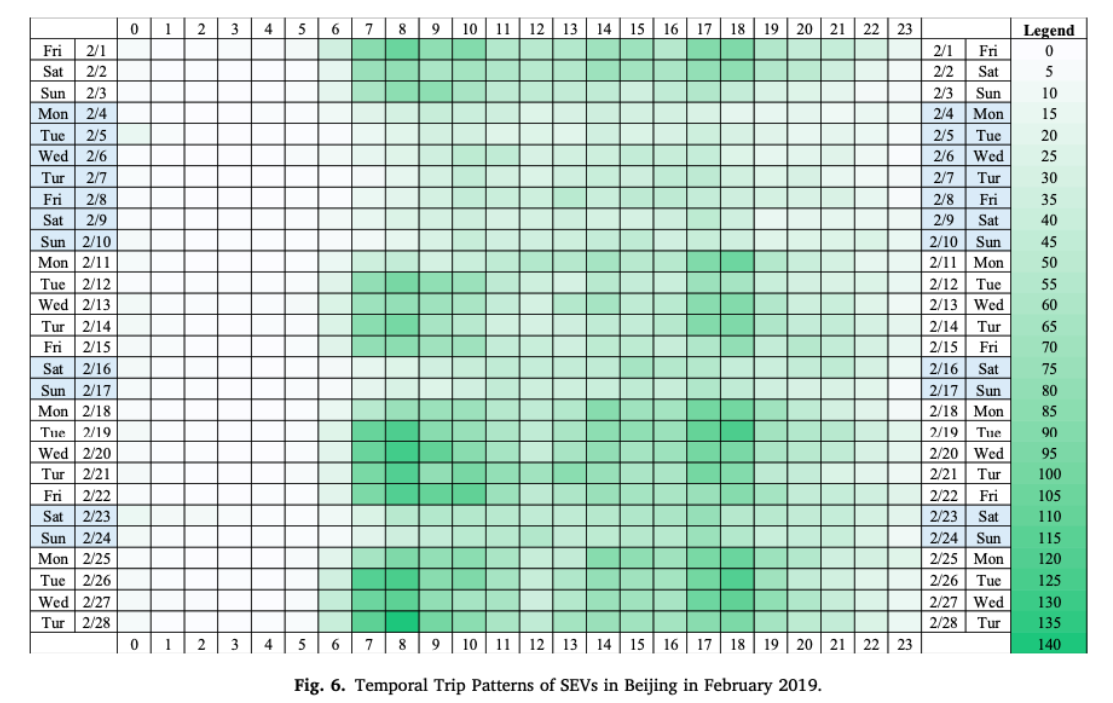 0 1 2 3 4 5 6 7 8 9 10 11 12 13 14 15 16 17 18 19 20 21 22 23 Legend
Fri 2/1 2/1 Fri 0
Sat 2/2 2/2 Sat 5
Sun 2/3 2/3 Sun 10
Mon 2/4 2/4 Mon 15
Tue 2/5 2/5 Tue 20
Wed 2/6 2/6 Wed 25
Tur 2/7 2/7 Tur 30
Fri 2/8 2/8 Fri 35
Sat 2/9 2/9 Sat 40
Sun 2/10 2/10 Sun 45
Mon 2/11 2/11 Mon 50
Tue 2/12 2/12 Tue 55
Wed 2/13 2/13 Wed 60
Tur 2/14 2/14 Tur 65
Fri 2/15 2/15 Fri 70
Sat 2/16 2/16 Sat 75
Sun 2/17 2/17 Sun 80
Mon 2/18 2/18 Mon 85
Tue 2/19 2/19 Tue 90
Wed 2/20 2/20 Wed 95
Tur 2/21 2/21 Tur 100
Fri 2/22 2/22 Fri 105
Sat 2/23 2/23 Sat 110
Sun 2/24 2/24 Sun 115
Mon 2/25 2/25 Mon 120
Tue 2/26 2/26 Tue 125
Wed 2/27 2/27 Wed 130
Tur 2/28 2/28 Tur 135
0 1 2 3 4 5 6 7 8 9 10 11 12 13 14 15 16 17 18 19 20 21 22 23 140
Fig. 6. Temporal Trip Patterns of SEVs in Beijing in February 2019.